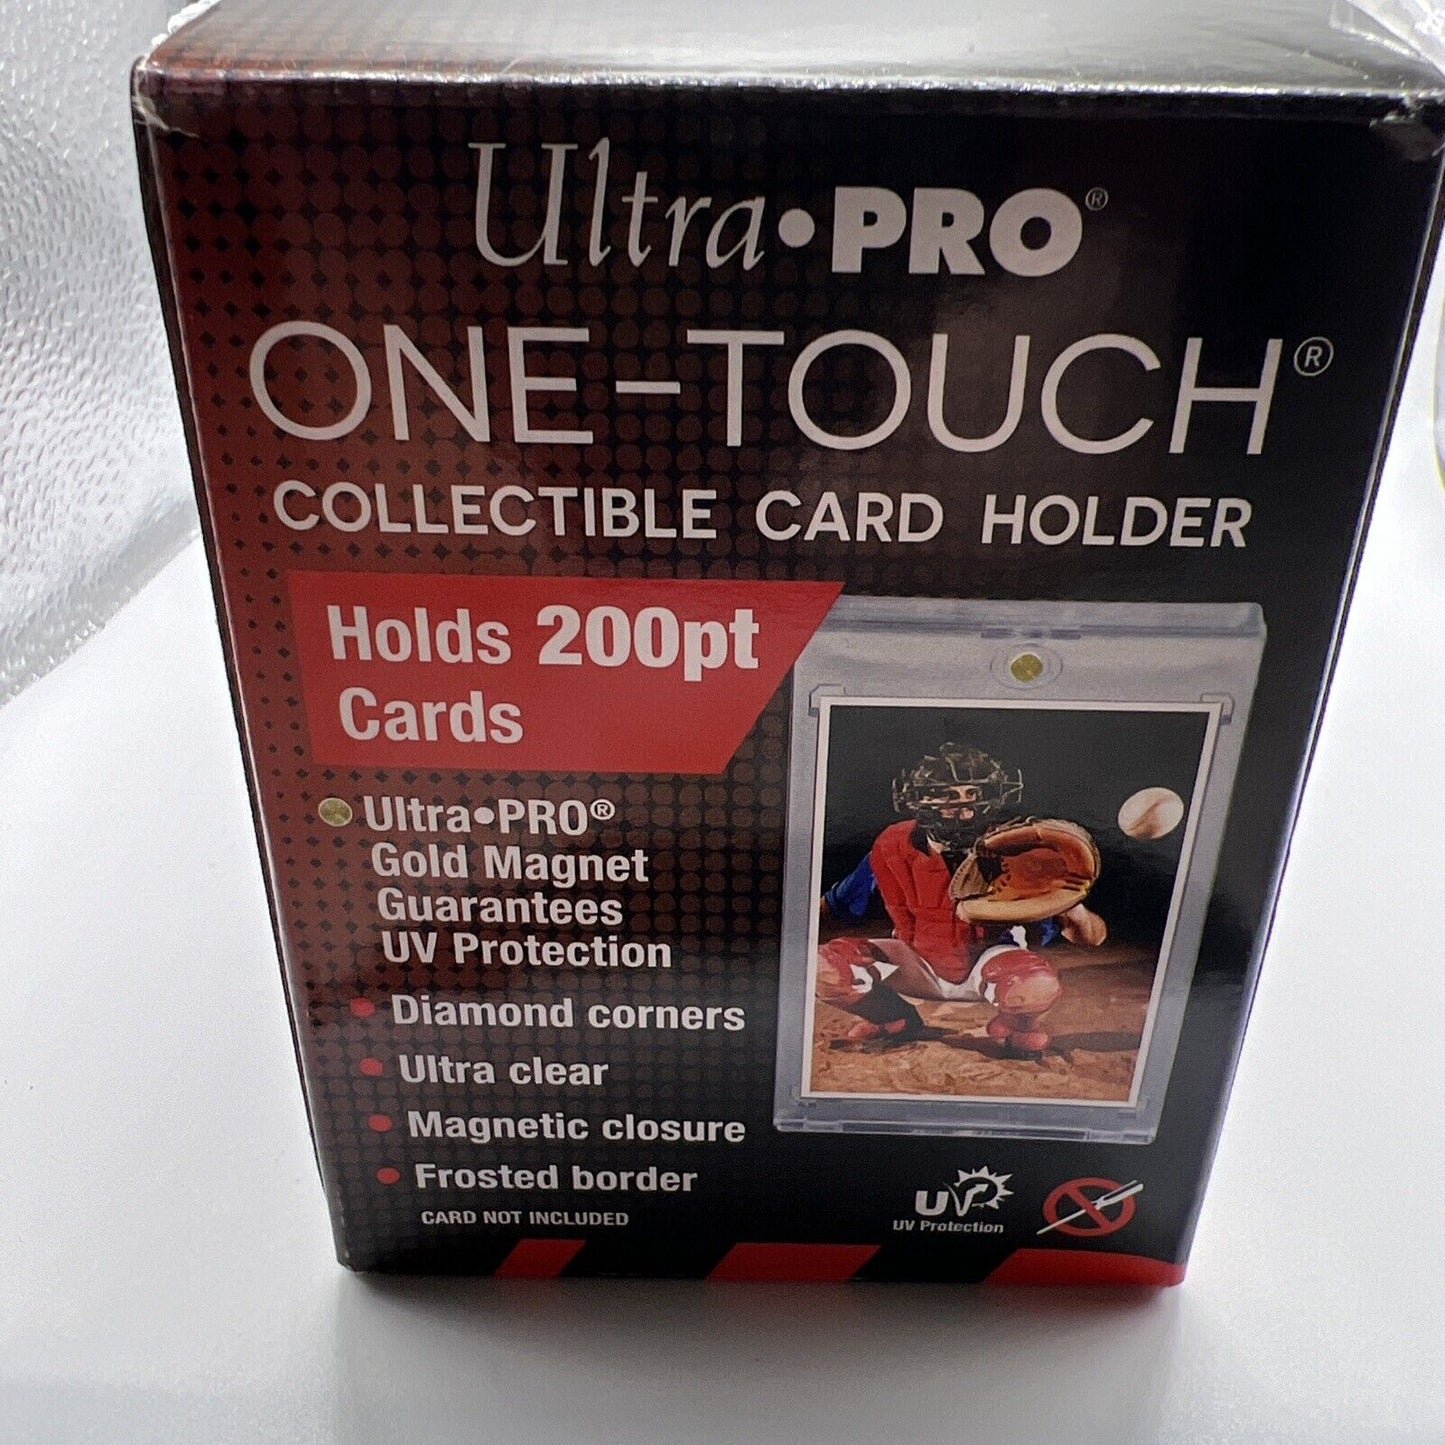 Ultra•PRO®
ONE-TOUCH®
COLLECTIBLE CARD HOLDER
Holds 200pt
Cards
Ultra•PRO®
Gold Magnet
Guarantees
UV Protection
Diamond corners
Ultra clear
Magnetic closure
Frosted border
CARD NOT INCLUDED
UV
UV Protection